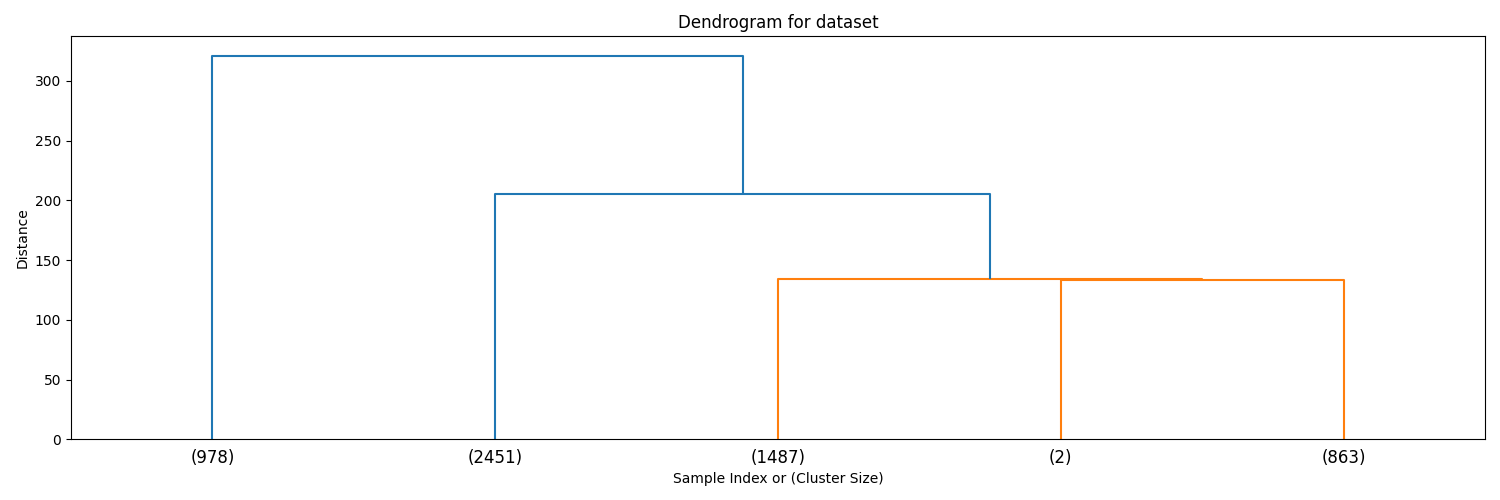 Dendrogram for dataset
Distance
300
250
200
150
100
50
0
(978) (2451) (1487) (2) (863)
Sample Index or (Cluster Size)